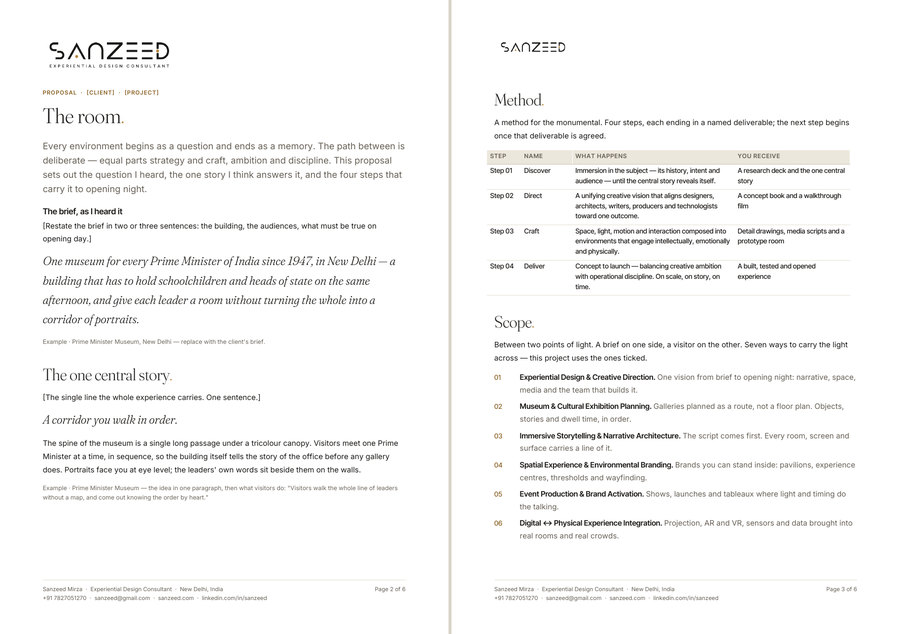 SANZEED
EXPERIENTIAL DESIGN CONSULTANT
PROPOSAL · [CLIENT] · [PROJECT]
The room.
Every environment begins as a question and ends as a memory. The path between is
deliberate — equal parts strategy and craft, ambition and discipline. This proposal
sets out the question I heard, the one story I think answers it, and the four steps that
carry it to opening night.
The brief, as I heard it
[Restate the brief in two or three sentences: the building, the audiences, what must be true on
opening day.]
One museum for every Prime Minister of India since 1947, in New Delhi — a
building that has to hold schoolchildren and heads of state on the same
afternoon, and give each leader a room without turning the whole into a
corridor of portraits.
Example · Prime Minister Museum, New Delhi — replace with the client's brief.
The one central story.
[The single line the whole experience carries. One sentence.]
A corridor you walk in order.
The spine of the museum is a single long passage under a tricolour canopy. Visitors meet one Prime
Minister at a time, in sequence, so the building itself tells the story of the office before any gallery
does. Portraits face you at eye level; the leaders' own words sit beside them on the walls.
Example · Prime Minister Museum — the idea in one paragraph, then what visitors do: "Visitors walk the whole line of leaders
without a map, and come out knowing the order by heart."
Sanzeed Mirza · Experiential Design Consultant · New Delhi, India
Page 2 of 6
+91 7827051270 · sanzeed@gmail.com · sanzeed.com · linkedin.com/in/sanzeed
SANZEED
Method.
A method for the monumental. Four steps, each ending in a named deliverable; the next step begins
once that deliverable is agreed.
STEP NAME WHAT HAPPENS YOU RECEIVE
Step 01 Discover Immersion in the subject — its history, intent and A research deck and the one central
audience — until the central story reveals itself. story
Step 02 Direct A unifying creative vision that aligns designers, A concept book and a walkthrough
architects, writers, producers and technologists film
toward one outcome.
Step 03 Craft Space, light, motion and interaction composed into Detail drawings, media scripts and a
environments that engage intellectually, emotionally prototype room
and physically.
Step 04 Deliver Concept to launch — balancing creative ambition A built, tested and opened
with operational discipline. On scale, on story, on experience
time.
Scope.
Between two points of light. A brief on one side, a visitor on the other. Seven ways to carry the light
across — this project uses the ones ticked.
01 Experiential Design & Creative Direction. One vision from brief to opening night: narrative, space,
media and the team that builds it.
02 Museum & Cultural Exhibition Planning. Galleries planned as a route, not a floor plan. Objects,
stories and dwell time, in order.
03 Immersive Storytelling & Narrative Architecture. The script comes first. Every room, screen and
surface carries a line of it.
04 Spatial Experience & Environmental Branding. Brands you can stand inside: pavilions, experience
centres, thresholds and wayfinding.
05 Event Production & Brand Activation. Shows, launches and tableaux where light and timing do
the talking.
06 Digital ↔ Physical Experience Integration. Projection, AR and VR, sensors and data brought into
real rooms and real crowds.
Sanzeed Mirza · Experiential Design Consultant · New Delhi, India
Page 3 of 6
+91 7827051270 · sanzeed@gmail.com · sanzeed.com · linkedin.com/in/sanzeed